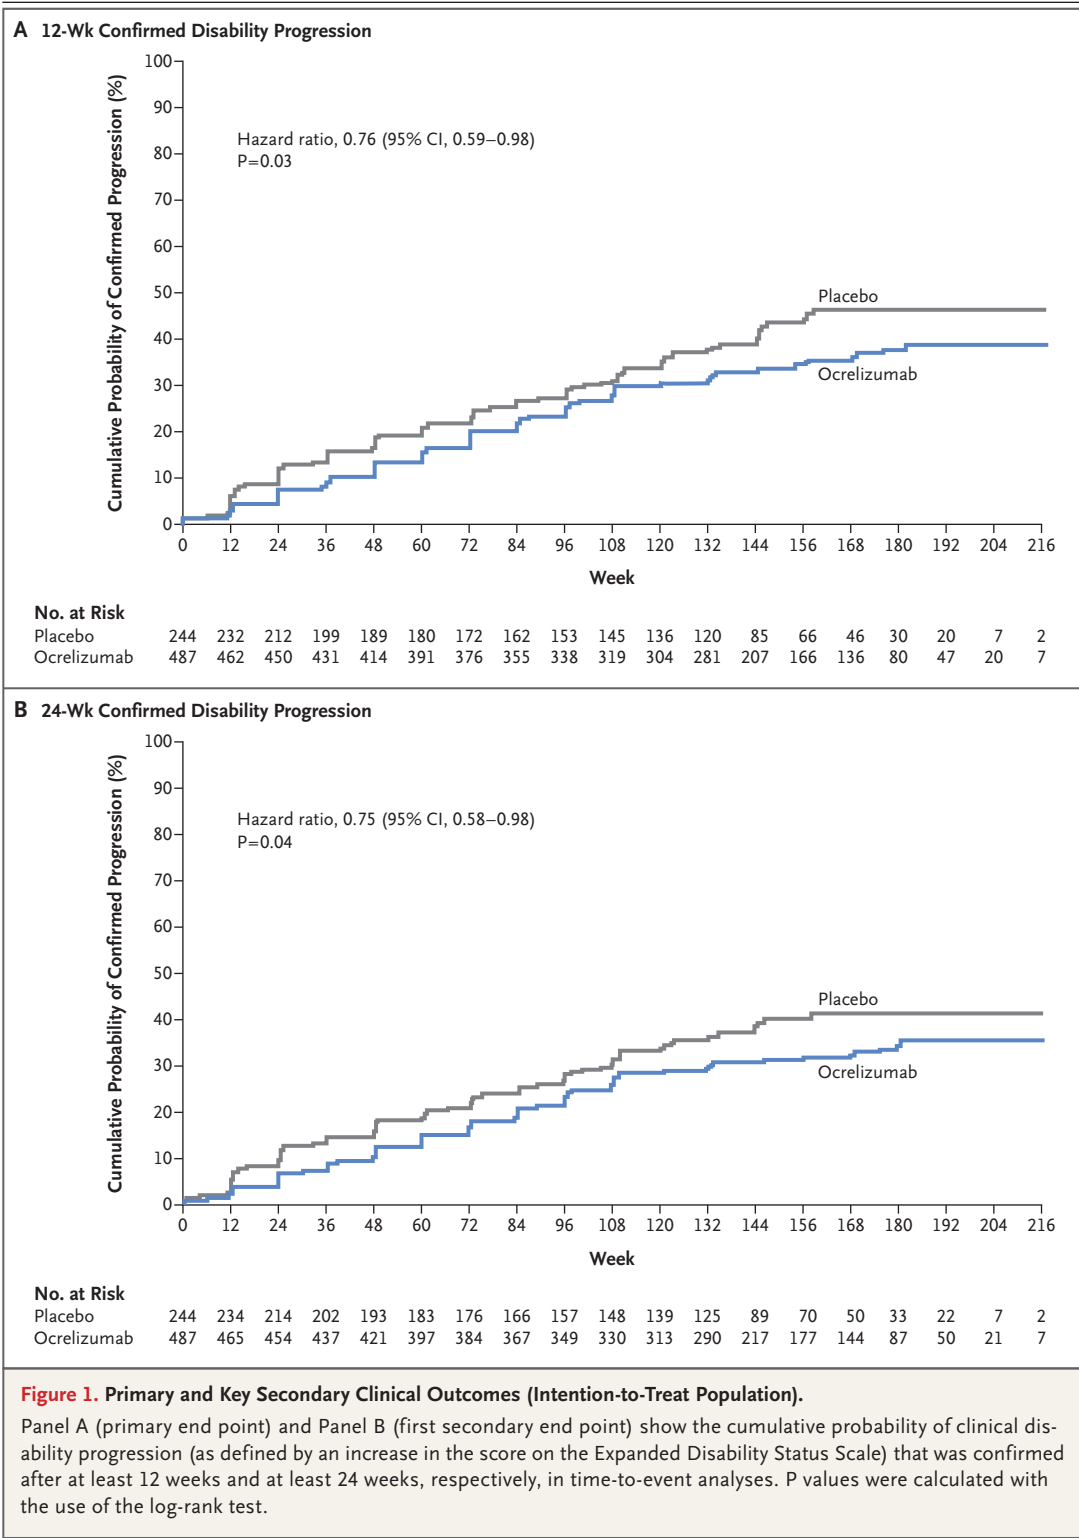 A 12-Wk Confirmed Disability Progression
Cumulative Probability of Confirmed Progression (%)
100
90
80
70
60
50
40
30
20
10
0
Hazard ratio, 0.76 (95% CI, 0.59–0.98)
P=0.03
Placebo
Ocrelizumab
0 12 24 36 48 60 72 84 96 108 120 132 144 156 168 180 192 204 216
Week
No. at Risk
Placebo 244 232 212 199 189 180 172 162 153 145 136 120 85 66 46 30 20 7 2
Ocrelizumab 487 462 450 431 414 391 376 355 338 319 304 281 207 166 136 80 47 20 7
B 24-Wk Confirmed Disability Progression
Cumulative Probability of Confirmed Progression (%)
100
90
80
70
60
50
40
30
20
10
0
Hazard ratio, 0.75 (95% CI, 0.58–0.98)
P=0.04
Placebo
Ocrelizumab
0 12 24 36 48 60 72 84 96 108 120 132 144 156 168 180 192 204 216
Week
No. at Risk
Placebo 244 234 214 202 193 183 176 166 157 148 139 125 89 70 50 33 22 7 2
Ocrelizumab 487 465 454 437 421 397 384 367 349 330 313 290 217 177 144 87 50 21 7
Figure 1. Primary and Key Secondary Clinical Outcomes (Intention-to-Treat Population).
Panel A (primary end point) and Panel B (first secondary end point) show the cumulative probability of clinical dis-
ability progression (as defined by an increase in the score on the Expanded Disability Status Scale) that was confirmed
after at least 12 weeks and at least 24 weeks, respectively, in time-to-event analyses. P values were calculated with
the use of the log-rank test.